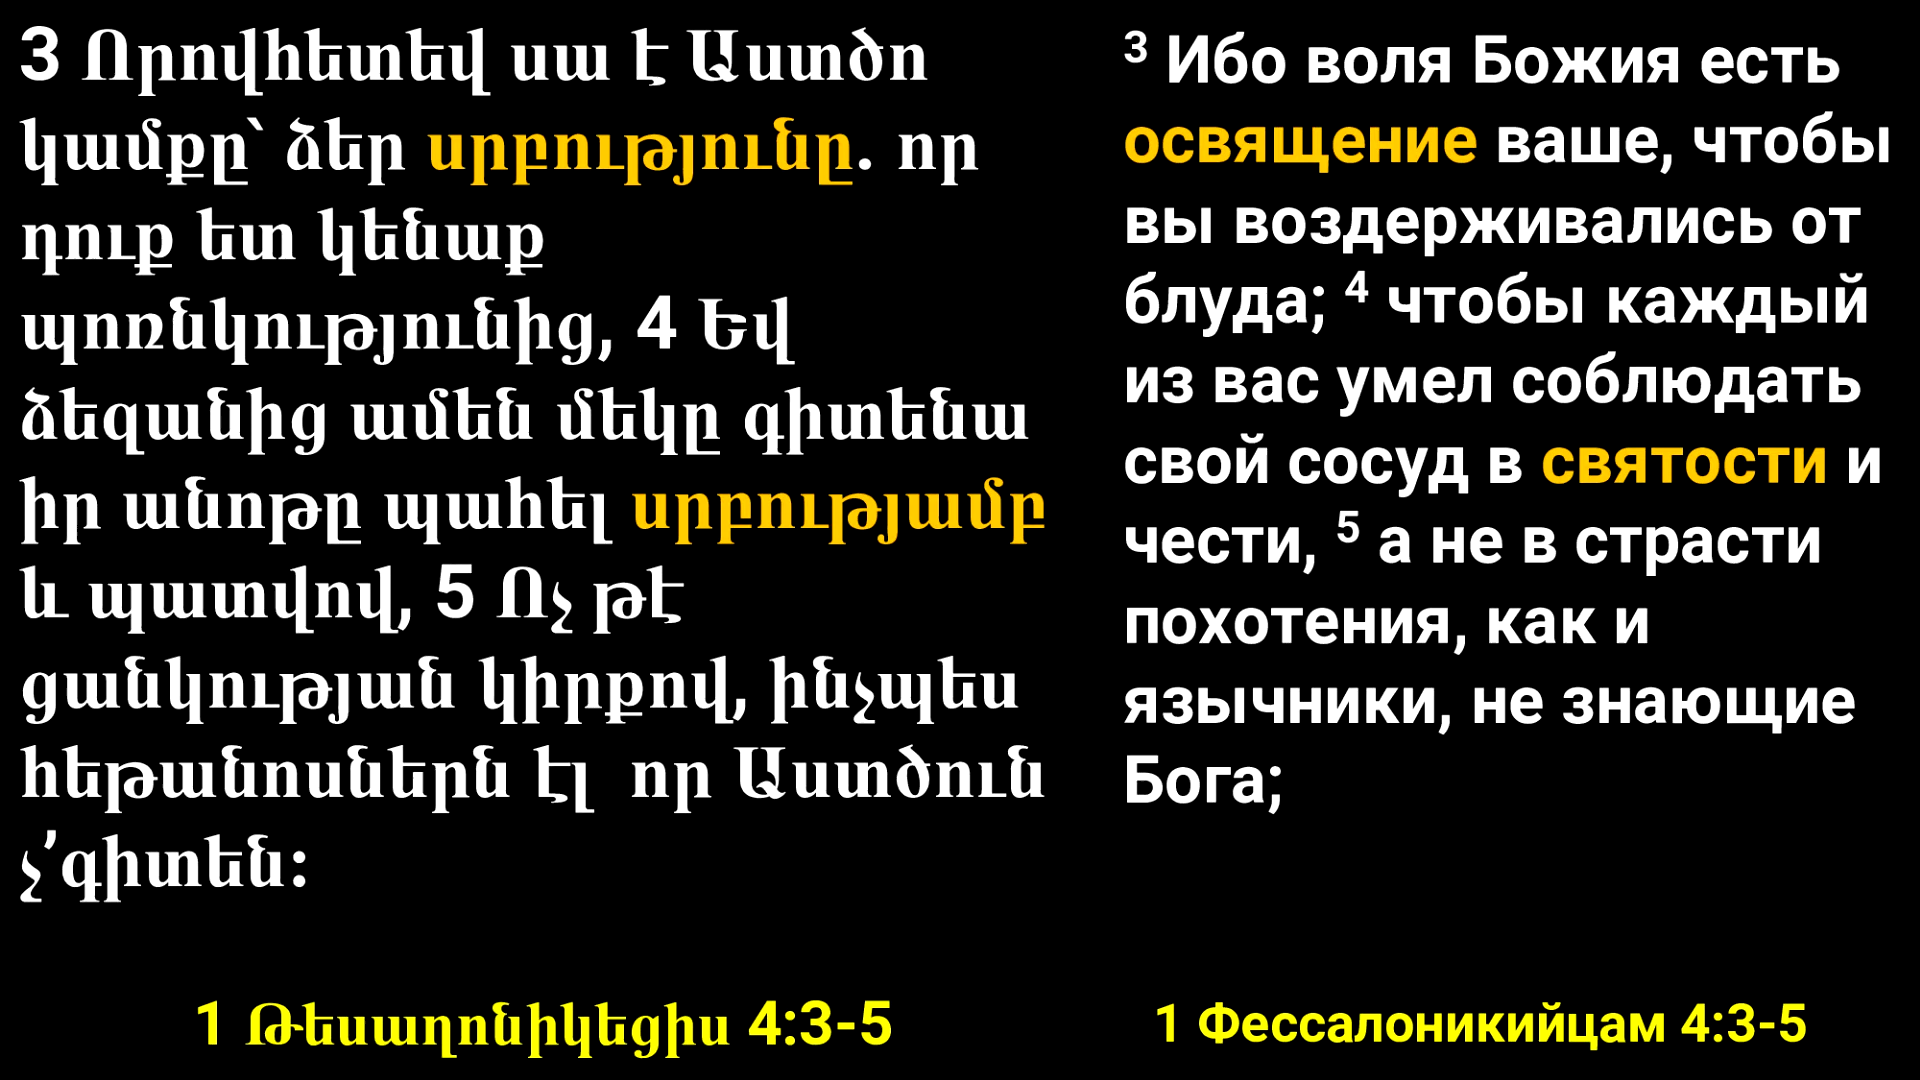 3 Որովհետեվ սա է Աստծո
կամքը՝ ձեր սրբությունը. որ
դուք ետ կենաք
պոռնկությունից, 4 Եվ
ձեզանից ամեն մեկը գիտենա
իր անոթը պահել սրբությամբ
և պատվով, 5 Ոչ թէ
ցանկության կիրքով, ինչպես
հեթանոսներն էլ  որ Աստծուն
չ՚գիտեն:
1 Թեսաղոնիկեցիս 4:3-5
³ Ибо воля Божия есть
освящение ваше, чтобы
вы воздерживались от
блуда; ⁴ чтобы каждый
из вас умел соблюдать
свой сосуд в святости и
чести, ⁵ а не в страсти
похотения, как и
язычники, не знающие
Бога;
1 Фессалоникийцам 4:3-5